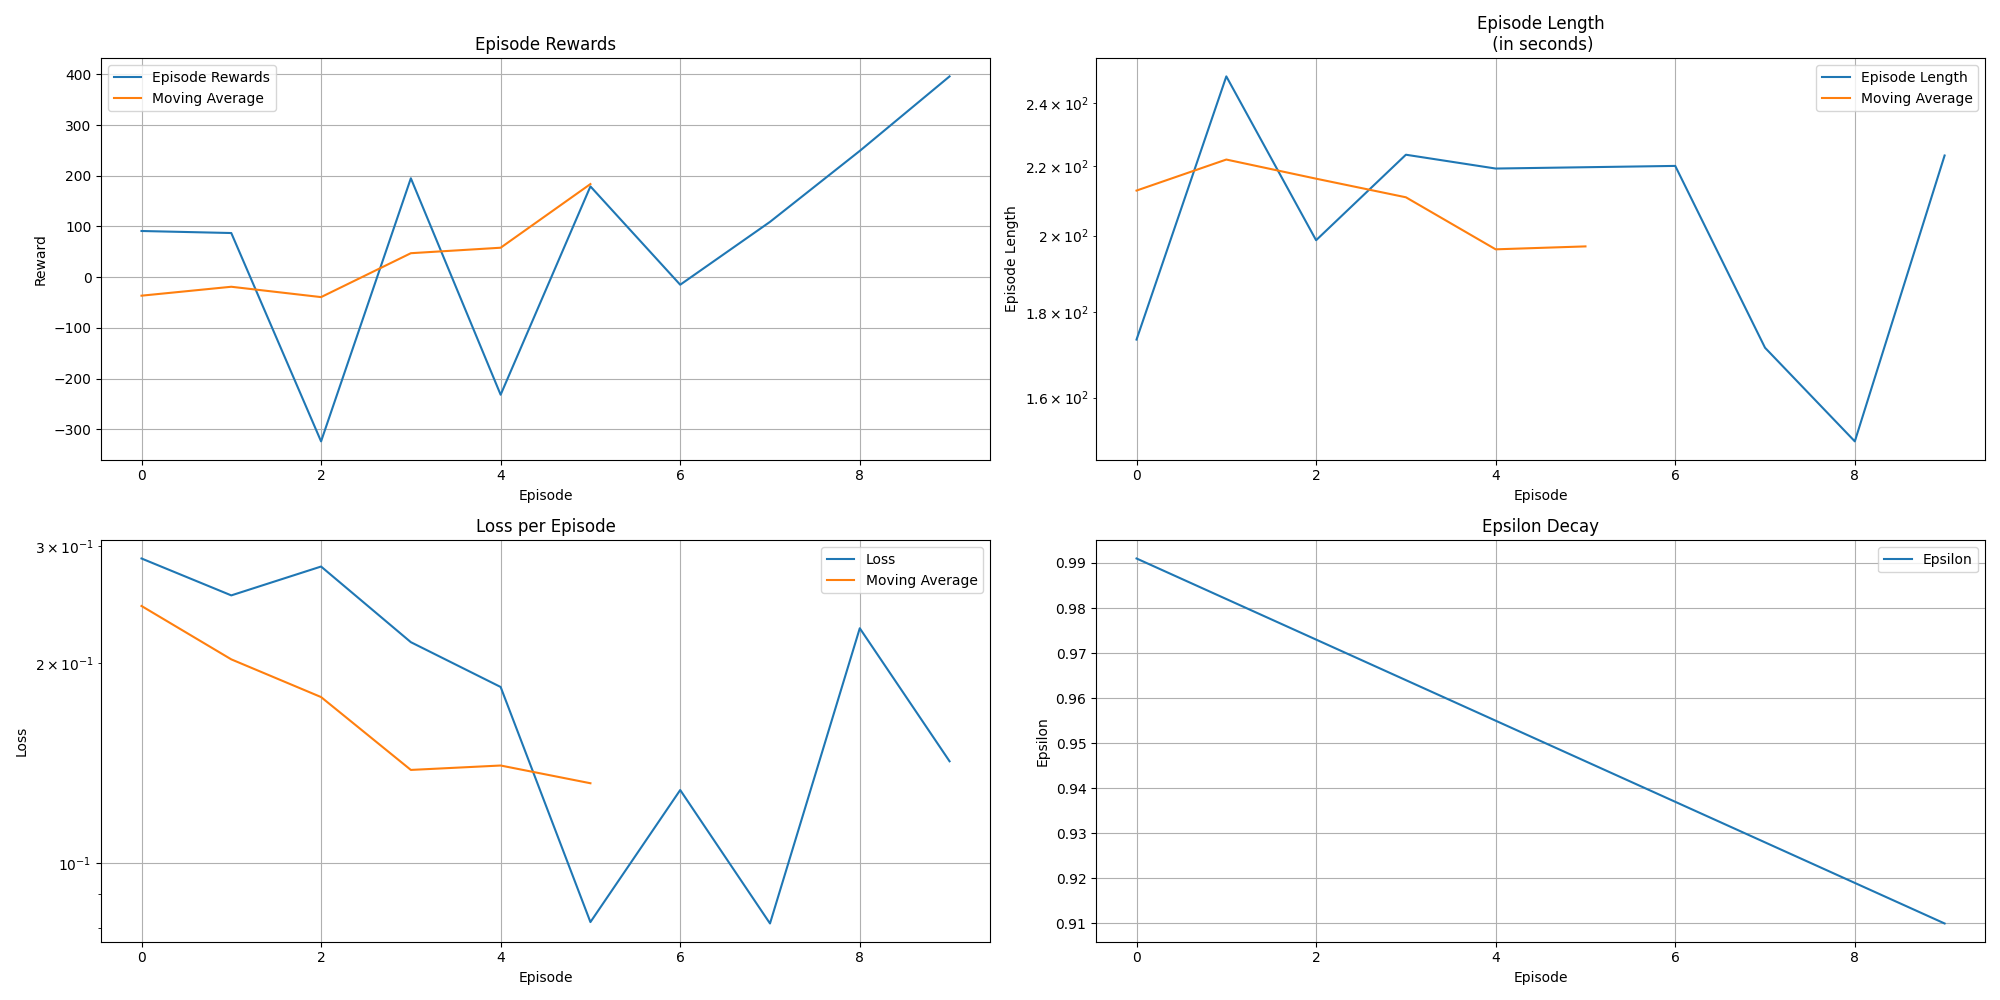 Episode Rewards
Episode Rewards
Moving Average
400
300
200
100
0
−100
−200
−300
Reward
0 2 4 6 8
Episode
Episode Length
(in seconds)
Episode Length
Moving Average
2.4 × 10²
2.2 × 10²
2 × 10²
1.8 × 10²
1.6 × 10²
Episode Length
0 2 4 6 8
Episode
Loss per Episode
Loss
Moving Average
3 × 10⁻¹
2 × 10⁻¹
10⁻¹
Loss
0 2 4 6 8
Episode
Epsilon Decay
Epsilon
0.99
0.98
0.97
0.96
0.95
0.94
0.93
0.92
0.91
Epsilon
0 2 4 6 8
Episode